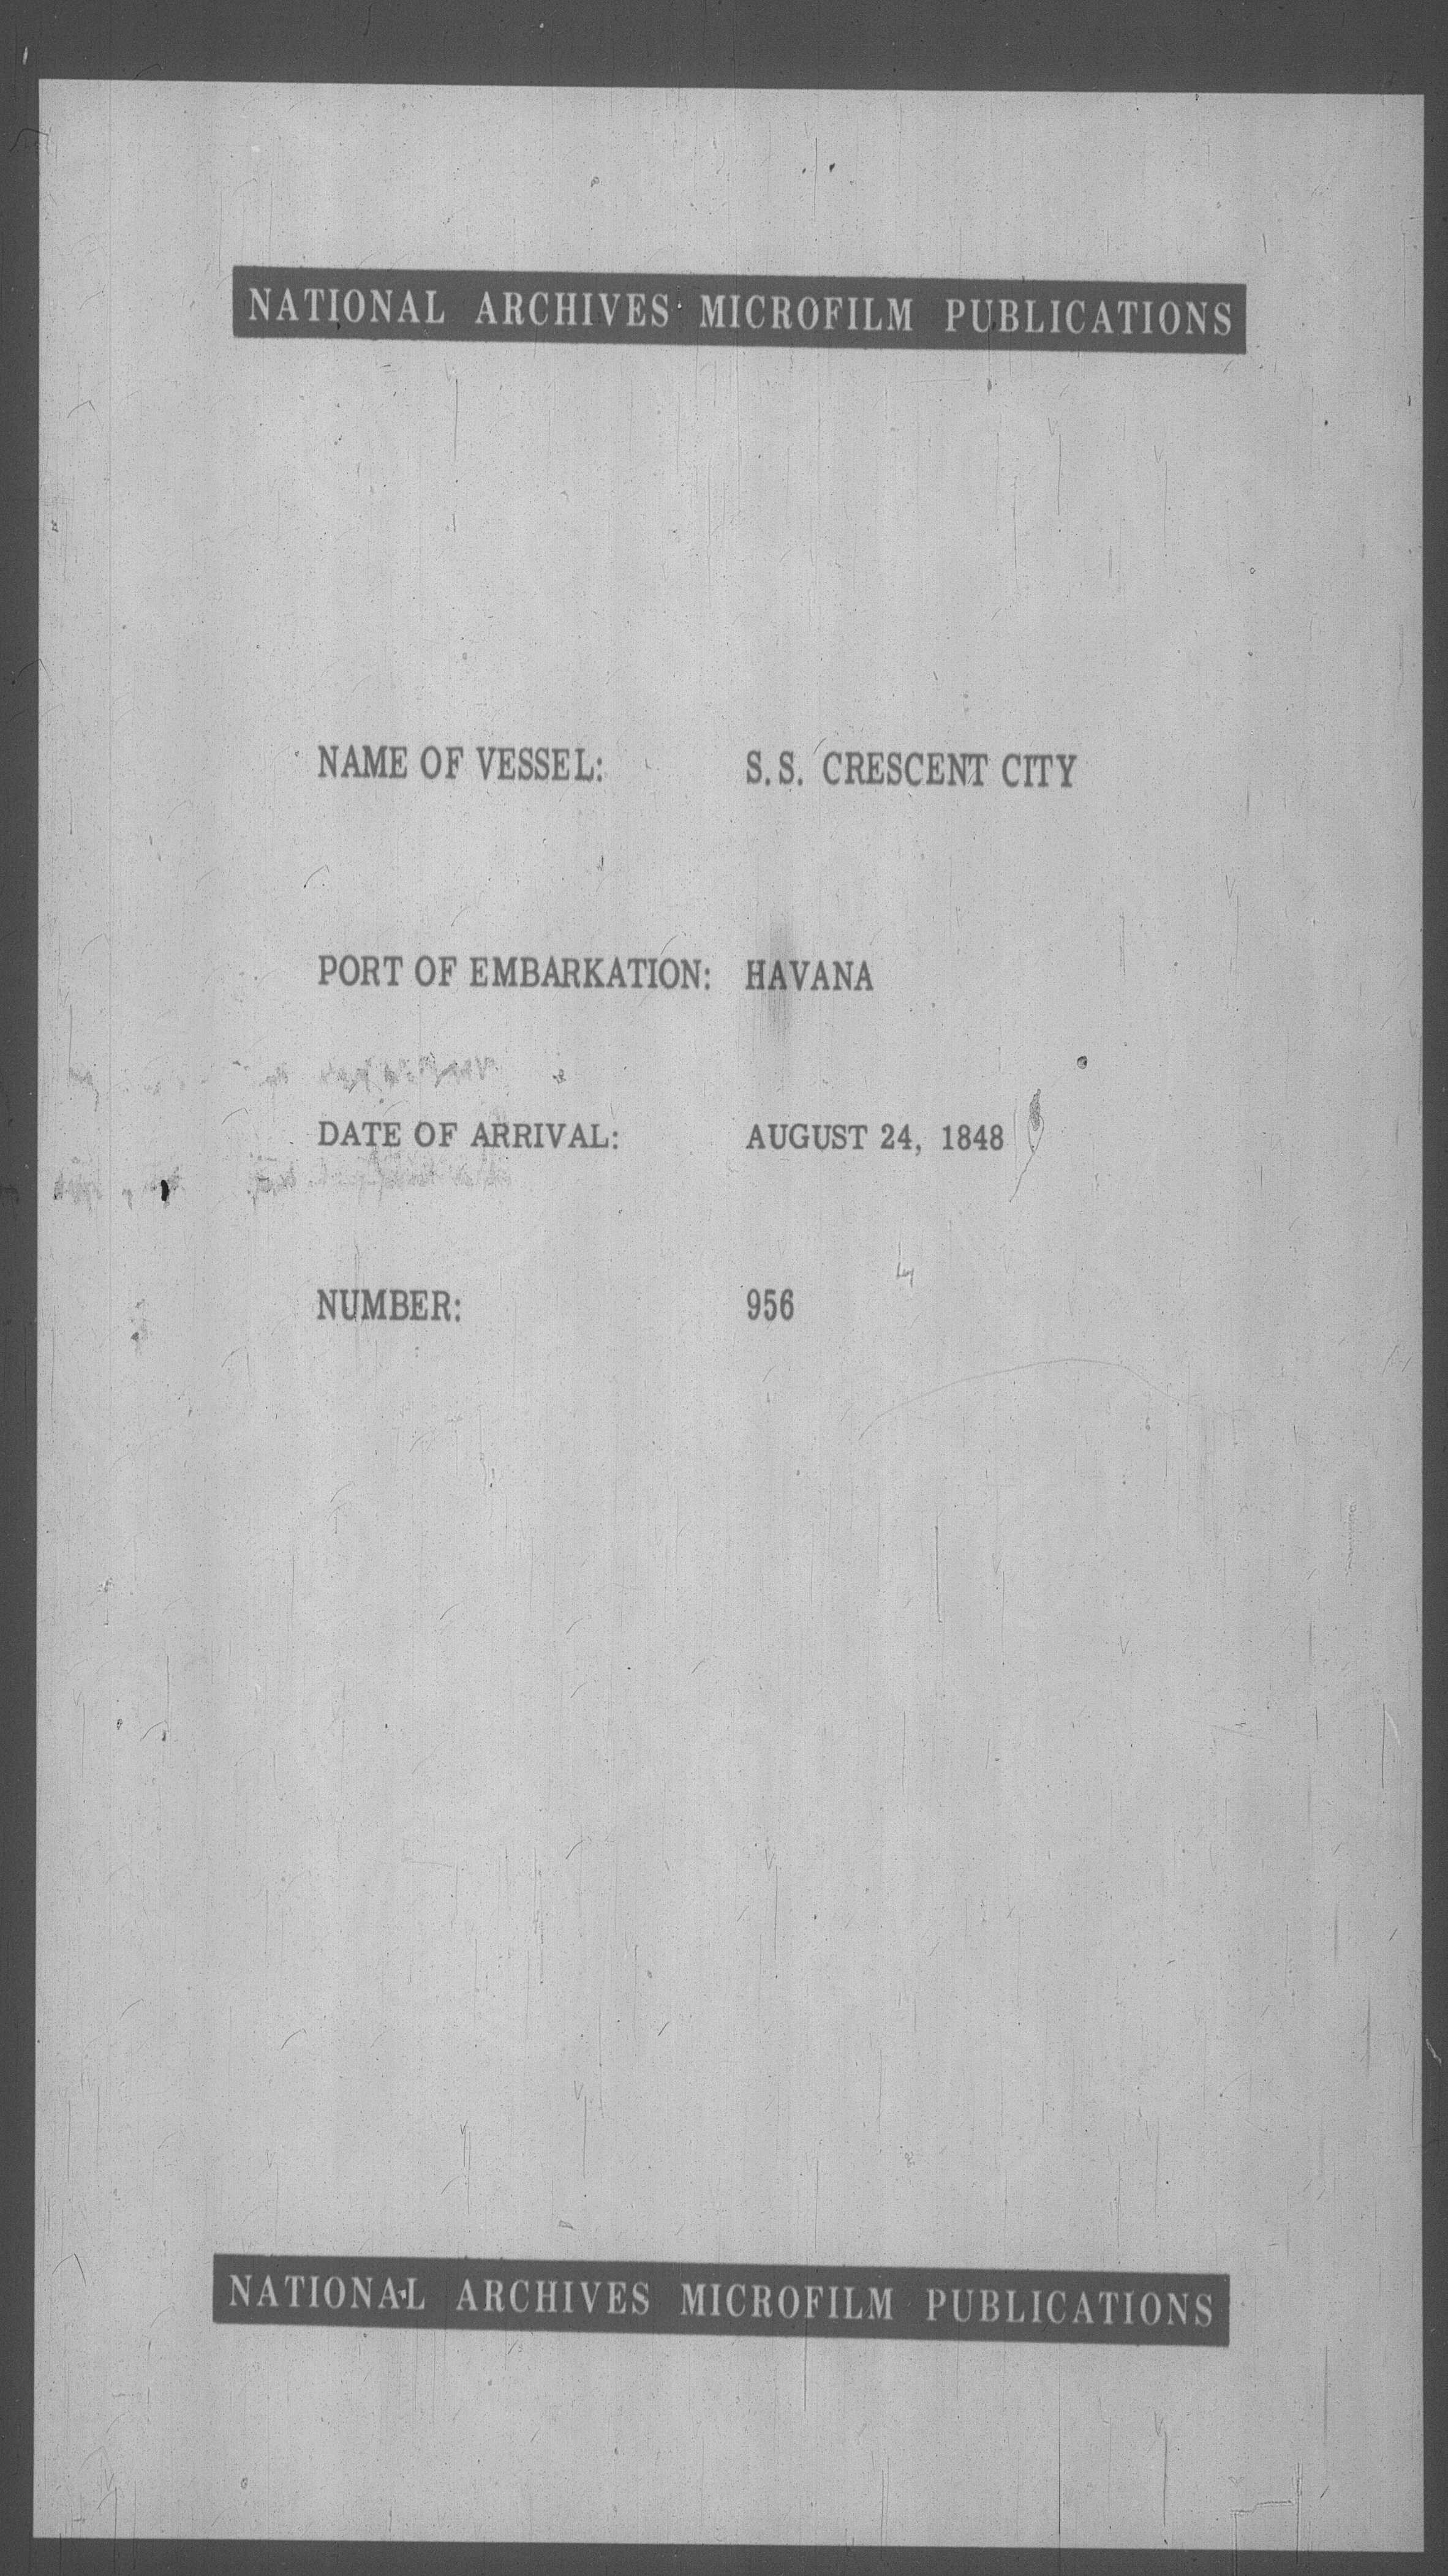 NATIONAL ARCHIVES MICROFILM PUBLICATIONS
NAME OF VESSEL: S.S. CRESCENT CITY
PORT OF EMBARKATION: HAVANA
DATE OF ARRIVAL: AUGUST 24, 1848
NUMBER: 956
NATIONAL ARCHIVES MICROFILM PUBLICATIONS